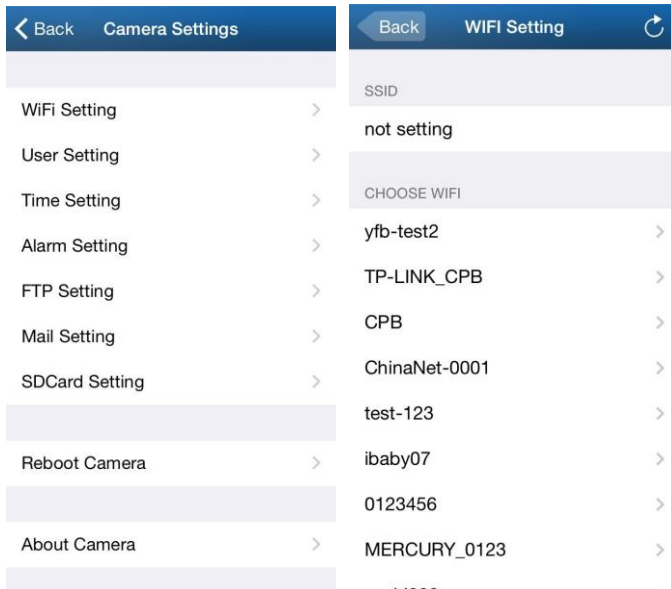 Back
Camera Settings
WiFi Setting
User Setting
Time Setting
Alarm Setting
FTP Setting
Mail Setting
SDCard Setting
Reboot Camera
About Camera
Back
WIFI Setting
SSID
not setting
CHOOSE WIFI
yfb-test2
TP-LINK_CPB
CPB
ChinaNet-0001
test-123
ibaby07
0123456
MERCURY_0123